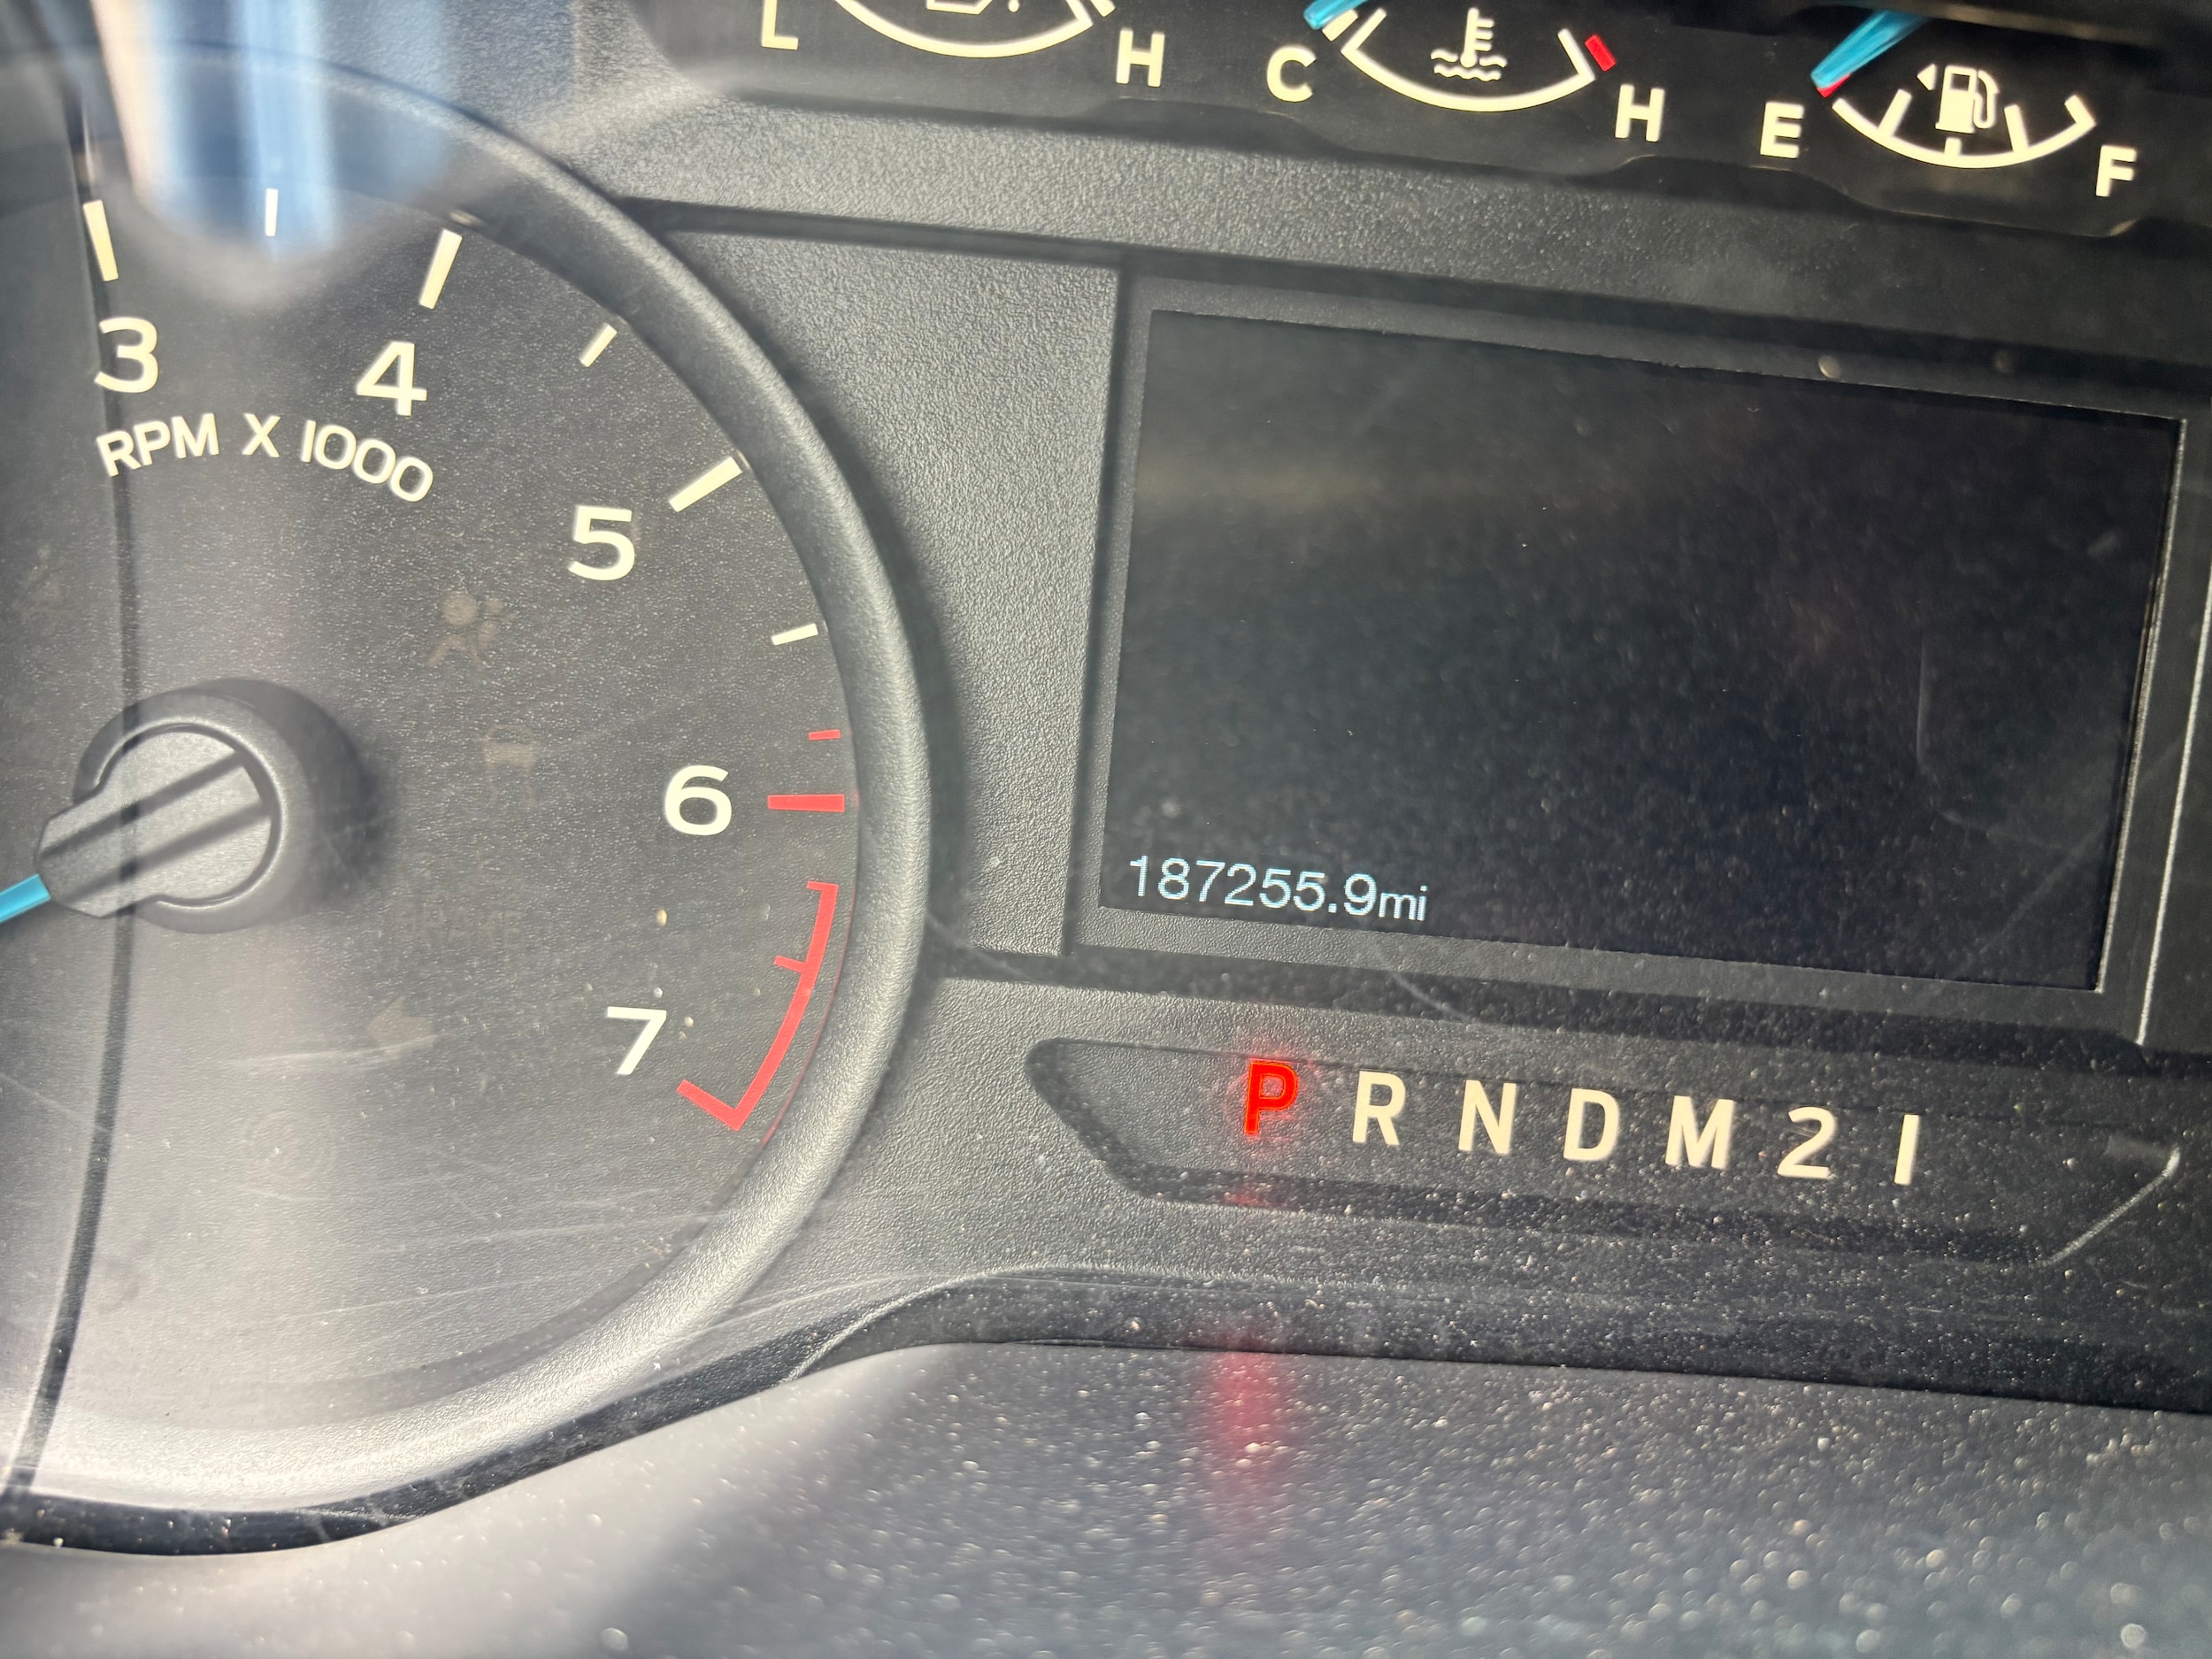 L H C H E F
3 4 5 6 7
RPM X 1000
187255.9mi
P R N D M 2 1